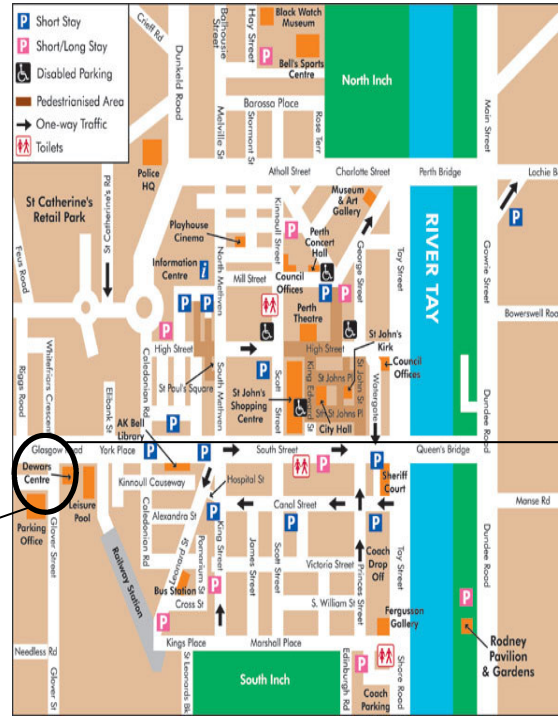 Short Stay
Short/Long Stay
Disabled Parking
Pedestrianised Area
One-way Traffic
Toilets
P
P
Crieff Rd
Dunkeld Road
Balhousie
Street
Hay Street
P
Black Watch
Museum
Bell's Sports
Centre
North Inch
Main Street
Barossa Place
Melville St
Stormont St
Rose Terr
Police
HQ
Atholl Street
Charlotte Street
Perth Bridge
Lochie B
St Catherine's
Retail Park
St Catherine's Rd
Feus Road
Museum
& Art
Gallery
P
Playhouse
Cinema
Kinnoull Street
P
Perth
Concert
Hall
George Street
Tay Street
RIVER TAY
Gowrie Street
Information
Centre
i
North Methven
Mill Street
Council
Offices
P
P
P
P
Perth
Theatre
St John's
Kirk
Bowerswell Roa
P
High Street
High Street
Council
Offices
Riggs Road
Whitefriars Crescent
Elibank St
Caledonian Rd
St Paul's Square
South Methven
St John's
Shopping
Centre
Scott
Street
P
King Edward St
St Johns Pl
St John St
Sth St Johns Pl
City Hall
Watergate
Dundee Road
AK Bell
Library
P
P
Glasgow Road
York Place
P
P
South Street
P
P
Queen's Bridge
Dewars
Centre
Kinnoull Causeway
Hospital St
Sheriff
Court
Leisure
Pool
Parking
Office
Glover Street
Alexandra St
P
Canal Street
P
P
Manse Rd
Railway Station
Caledonian Rd
Leonard St
Pomarium St
King Street
James Street
Scott Street
Victoria Street
Princes Street
Coach
Drop
Off
Tay Street
Dundee Road
Bus Station
Cross St
P
S. William St
Fergusson
Gallery
P
P
Rodney
Pavilion
& Gardens
Needless Rd
Glover St
Kings Place
Marshall Place
St Leonards Bk
South Inch
Edinburgh Rd
P
Shore Road
Coach
Parking